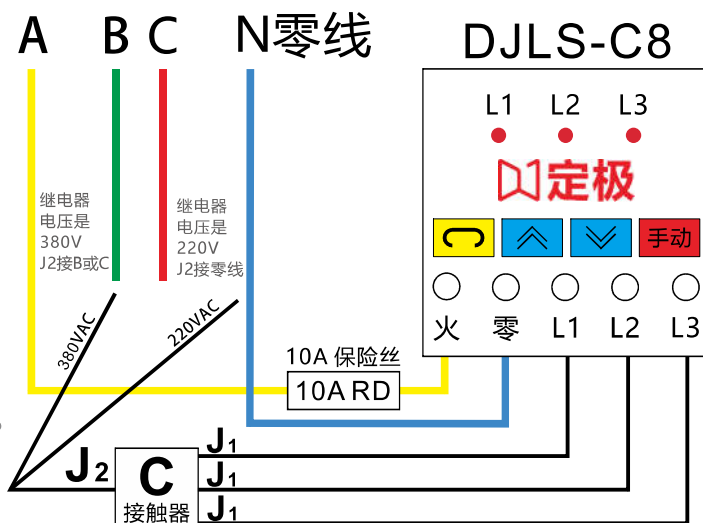 A B C N零线
DJLS-C8
L1 L2 L3
定极
继电器
电压是
380V
J2接B或C
继电器
电压是
220V
J2接零线
手动
火 零 L1 L2 L3
380VAC
220VAC
10A 保险丝
10A RD
J1
J2
C
接触器
J1
J1